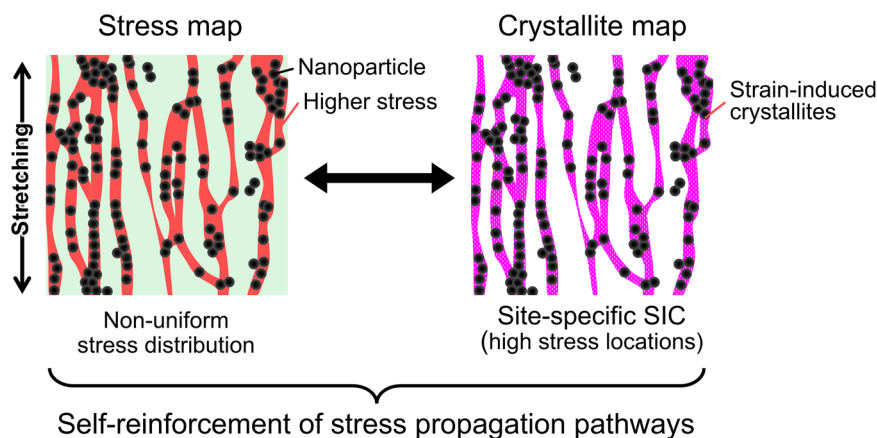 Stress map
Crystallite map
Stretching
Nanoparticle
Higher stress
Strain-induced
crystallites
Non-uniform
stress distribution
Site-specific SIC
(high stress locations)
Self-reinforcement of stress propagation pathways